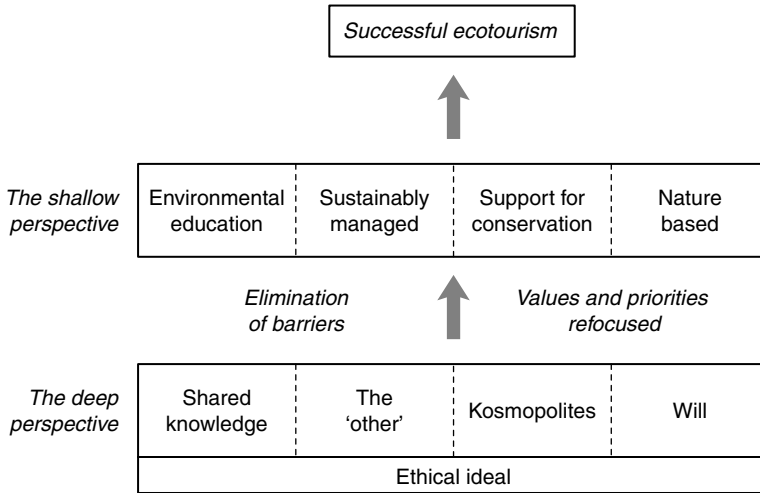 Successful ecotourism
The shallow
perspective
Environmental
education
Sustainably
managed
Support for
conservation
Nature
based
Elimination
of barriers
Values and priorities
refocused
The deep
perspective
Shared
knowledge
The
‘other’
Kosmopolites
Will
Ethical ideal